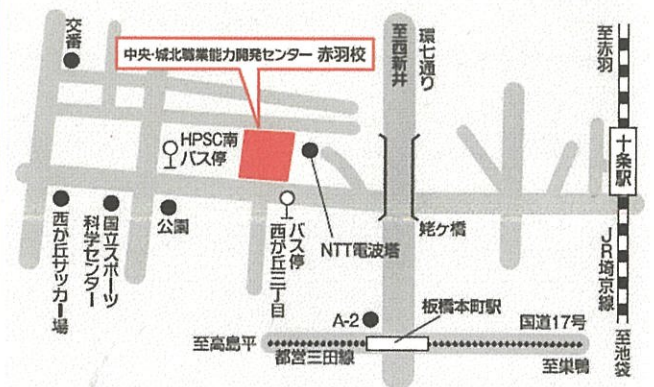 交番
中央・城北職業能力開発センター 赤羽校
至西新井
環七通り
至赤羽
HPSC南
バス停
十条駅
西が丘サッカー場
国立スポーツ
科学センター
公園
バス停
西が丘三丁目
NTT電波塔
姥ケ橋
JR埼京線
A-2
板橋本町駅
国道17号
至高島平
都営三田線
至巣鴨
至池袋